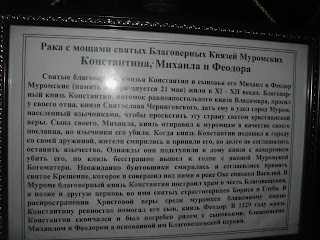 Рака с мощами святых Благоверных Князей Муромских
Константина, Михаила и Феодора
Святые благоверные князья Константин и сыновья его Михаил и Феодор
Муромские (память празднуется 21 мая) жили в XI - XII веках. Благовер-
ный князь Константин, потомок равноапостольного князя Владимира, просил
у своего отца, князя Святослава Черниговского, дать ему в удел город Муром,
населенный язычниками, чтобы просветить эту страну светом христианской
веры. Сына своего, Михаила, князь отправил к муромцам в качестве своего
посланца, но язычники его убили. Когда князь Константин подошел к городу
со своей дружиной, жители смирились и приняли его, но долго не соглашались
оставить язычество. Однажды они подступили к дому князя с намерением
убить его, но князь бесстрашно вышел к толпе с иконой Муромской
Богоматери. Неожиданно бунтовщики смирились и согласились принять
святое Крещение, которое и совершил над ними в реке Оке епископ Василий. В
Муроме благоверный князь Константин построил храм в честь Благовещения,
а позже и другую церковь во имя святых страстотерпцев Бориса и Глеба. В
распространении Христовой веры среди муромцев блаженному князю
Константину ревностно помогал его сын, князь Феодор. В 1129 году князь
Константин скончался и был погребен рядом с сыновьями, блаженными
Михаилом и Феодором в основанной им Благовещенской церкви.